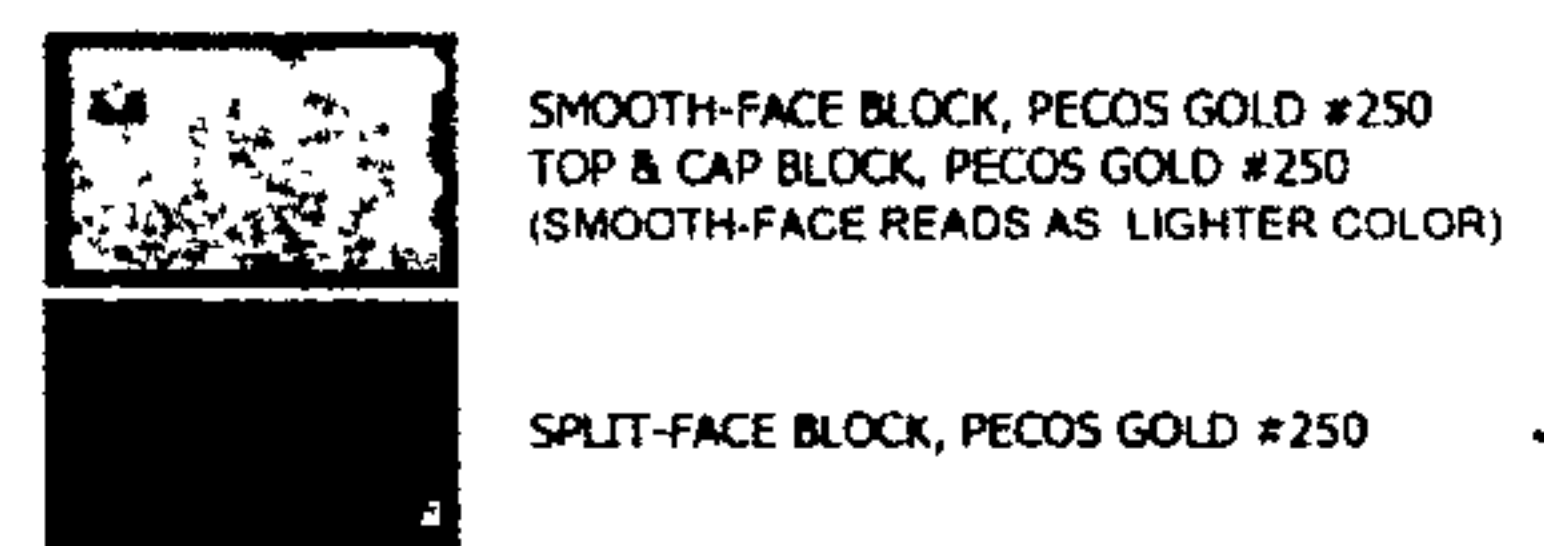 SMOOTH-FACE BLOCK, PECOS GOLD #250
TOP & CAP BLOCK, PECOS GOLD #250
(SMOOTH-FACE READS AS LIGHTER COLOR)
SPLIT-FACE BLOCK, PECOS GOLD #250